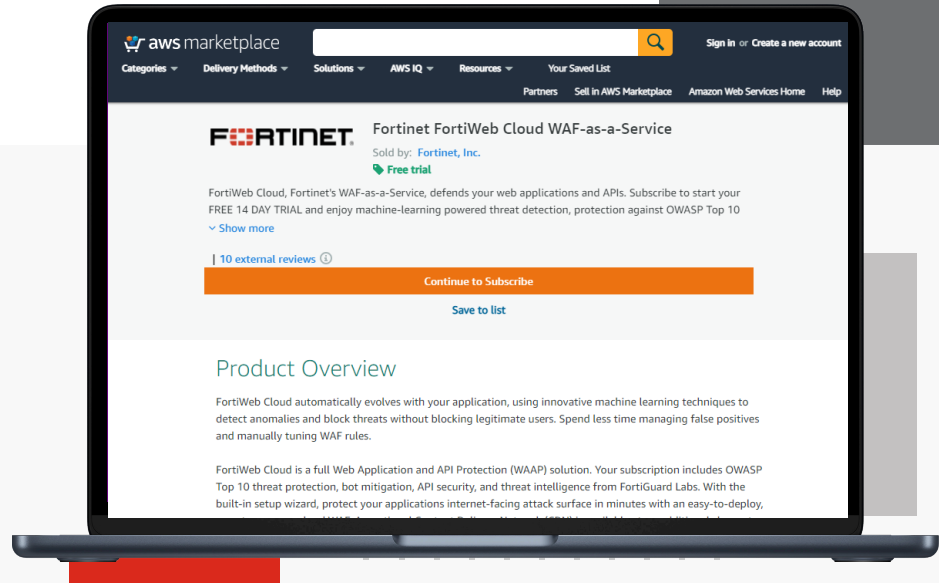 aws marketplace
Sign in or Create a new account
Categories Delivery Methods Solutions AWS IQ Resources Your Saved List
Partners Sell in AWS Marketplace Amazon Web Services Home Help
FORTINET
Fortinet FortiWeb Cloud WAF-as-a-Service
Sold by: Fortinet, Inc.
Free trial
FortiWeb Cloud, Fortinet's WAF-as-a-Service, defends your web applications and APIs. Subscribe to start your
FREE 14 DAY TRIAL and enjoy machine-learning powered threat detection, protection against OWASP Top 10
Show more
| 10 external reviews
Continue to Subscribe
Save to list
Product Overview
FortiWeb Cloud automatically evolves with your application, using innovative machine learning techniques to
detect anomalies and block threats without blocking legitimate users. Spend less time managing false positives
and manually tuning WAF rules.
FortiWeb Cloud is a full Web Application and API Protection (WAAP) solution. Your subscription includes OWASP
Top 10 threat protection, bot mitigation, API security, and threat intelligence from FortiGuard Labs. With the
built-in setup wizard, protect your applications internet-facing attack surface in minutes with an easy-to-deploy,